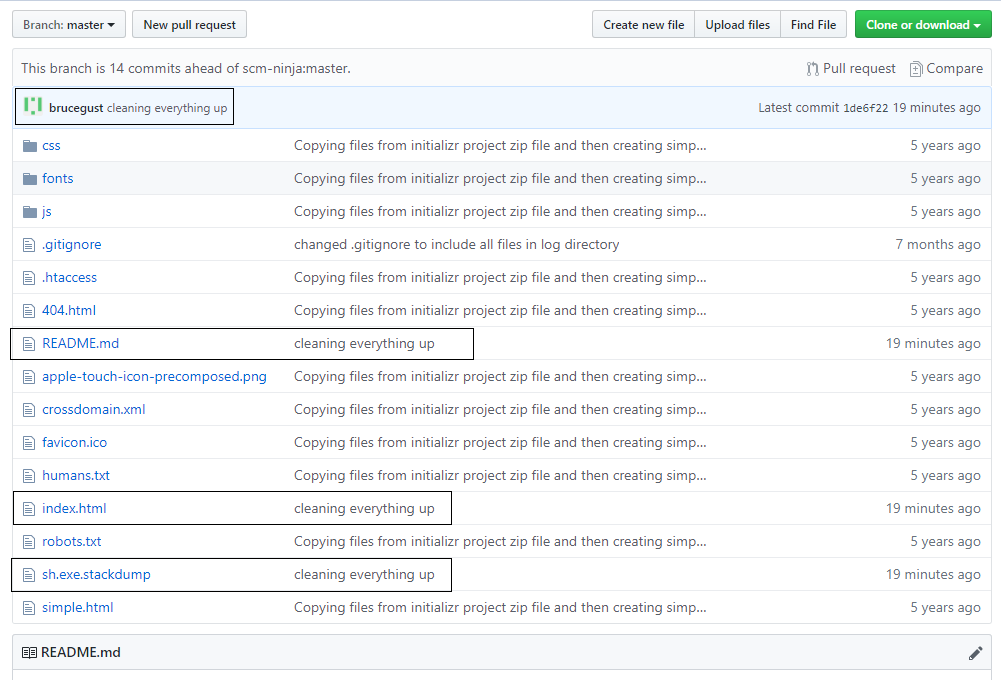 Branch: master New pull request Create new file Upload files Find File Clone or download
This branch is 14 commits ahead of scm-ninja:master. Pull request Compare
brucegust cleaning everything up Latest commit 1de6f22 19 minutes ago
css Copying files from initializr project zip file and then creating simp... 5 years ago
fonts Copying files from initializr project zip file and then creating simp... 5 years ago
js Copying files from initializr project zip file and then creating simp... 5 years ago
.gitignore changed .gitignore to include all files in log directory 7 months ago
.htaccess Copying files from initializr project zip file and then creating simp... 5 years ago
404.html Copying files from initializr project zip file and then creating simp... 5 years ago
README.md cleaning everything up 19 minutes ago
apple-touch-icon-precomposed.png Copying files from initializr project zip file and then creating simp... 5 years ago
crossdomain.xml Copying files from initializr project zip file and then creating simp... 5 years ago
favicon.ico Copying files from initializr project zip file and then creating simp... 5 years ago
humans.txt Copying files from initializr project zip file and then creating simp... 5 years ago
index.html cleaning everything up 19 minutes ago
robots.txt Copying files from initializr project zip file and then creating simp... 5 years ago
sh.exe.stackdump cleaning everything up 19 minutes ago
simple.html Copying files from initializr project zip file and then creating simp... 5 years ago
README.md